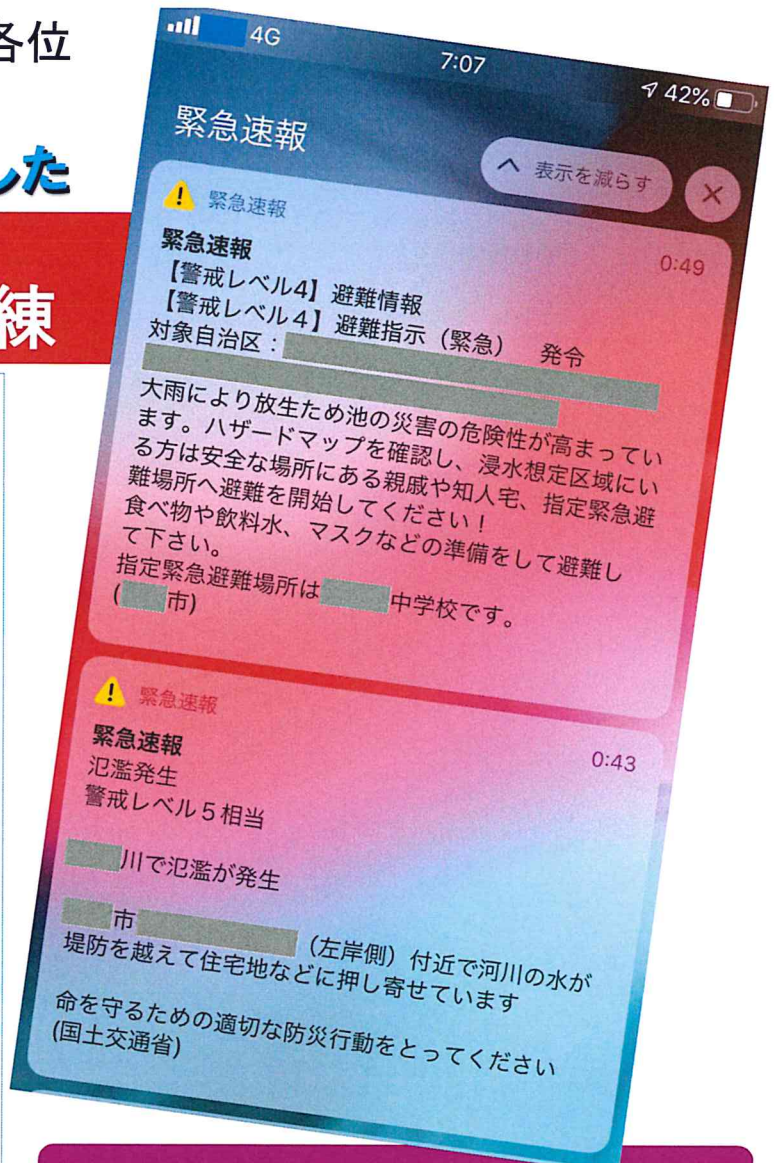 各位
した
練
4G
7:07
42%
緊急速報
表示を減らす
緊急速報
緊急速報
0:49
【警戒レベル4】避難情報
【警戒レベル４】避難指示（緊急）　発令
対象自治区：
大雨により放生ため池の災害の危険性が高まってい
ます。ハザードマップを確認し、浸水想定区域にい
る方は安全な場所にある親戚や知人宅、指定緊急避
難場所へ避難を開始してください！
食べ物や飲料水、マスクなどの準備をして避難し
て下さい。
指定緊急避難場所は 中学校です。
( 市)
緊急速報
緊急速報
0:43
氾濫発生
警戒レベル５相当
川で氾濫が発生
市 （左岸側）付近で河川の水が
堤防を越えて住宅地などに押し寄せています
命を守るための適切な防災行動をとってください
(国土交通省)